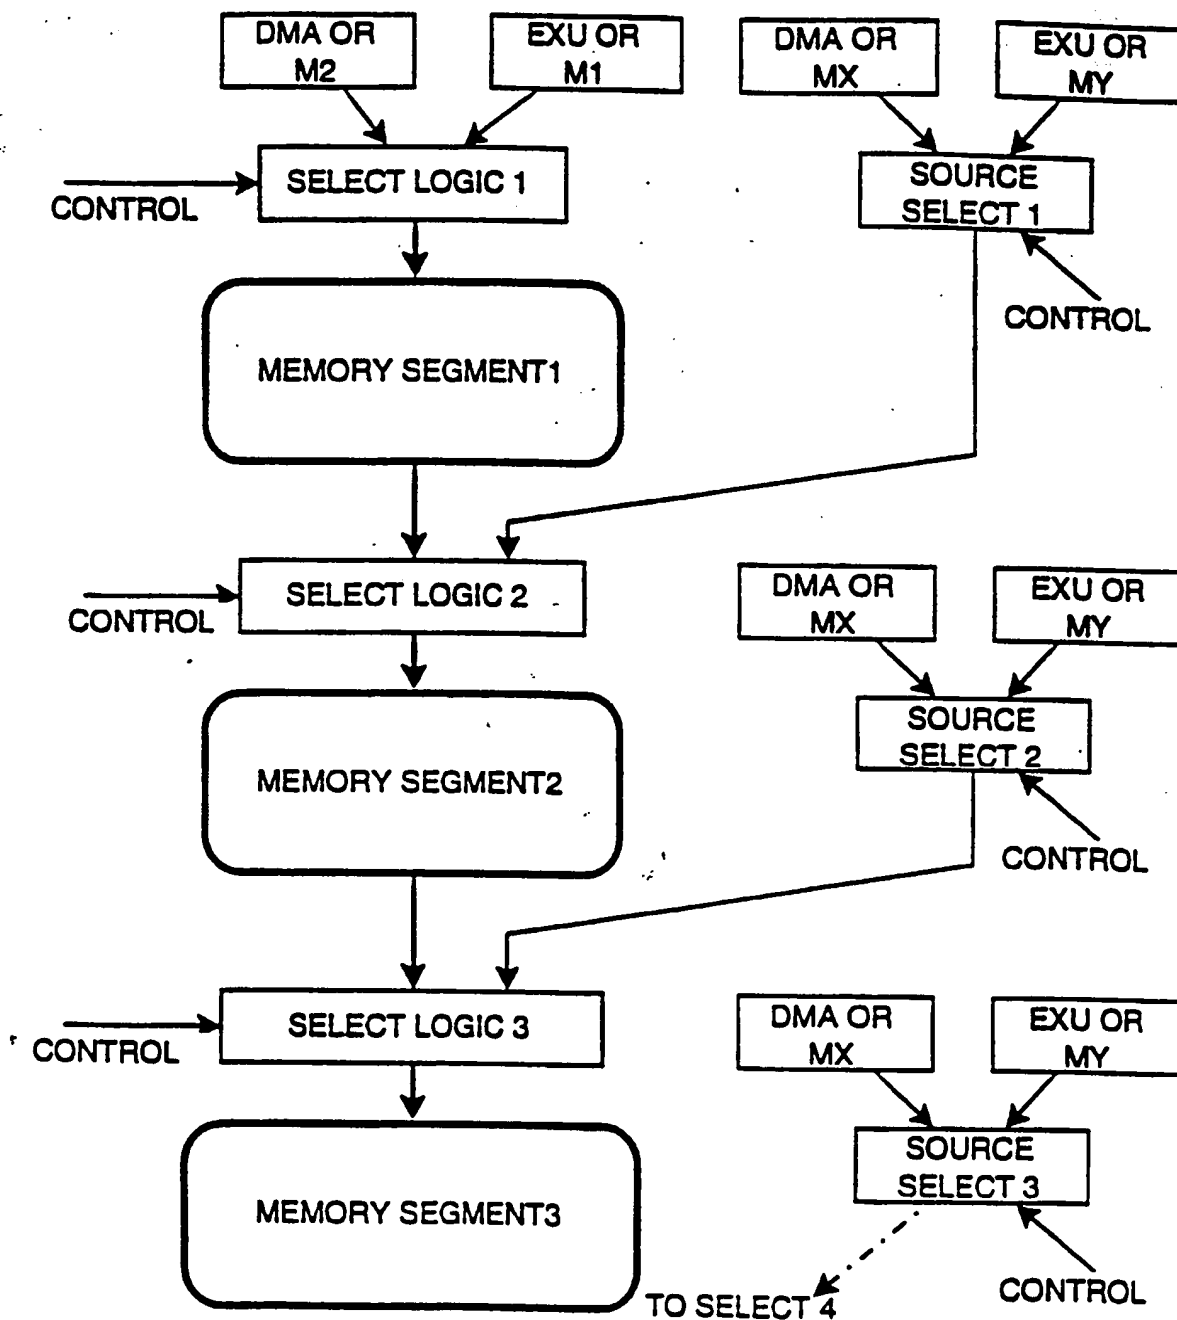 DMA OR
M2
EXU OR
M1
DMA OR
MX
EXU OR
MY
SELECT LOGIC 1
CONTROL
SOURCE
SELECT 1
CONTROL
MEMORY SEGMENT1
SELECT LOGIC 2
CONTROL
DMA OR
MX
EXU OR
MY
SOURCE
SELECT 2
CONTROL
MEMORY SEGMENT2
SELECT LOGIC 3
CONTROL
DMA OR
MX
EXU OR
MY
SOURCE
SELECT 3
CONTROL
MEMORY SEGMENT3
TO SELECT 4